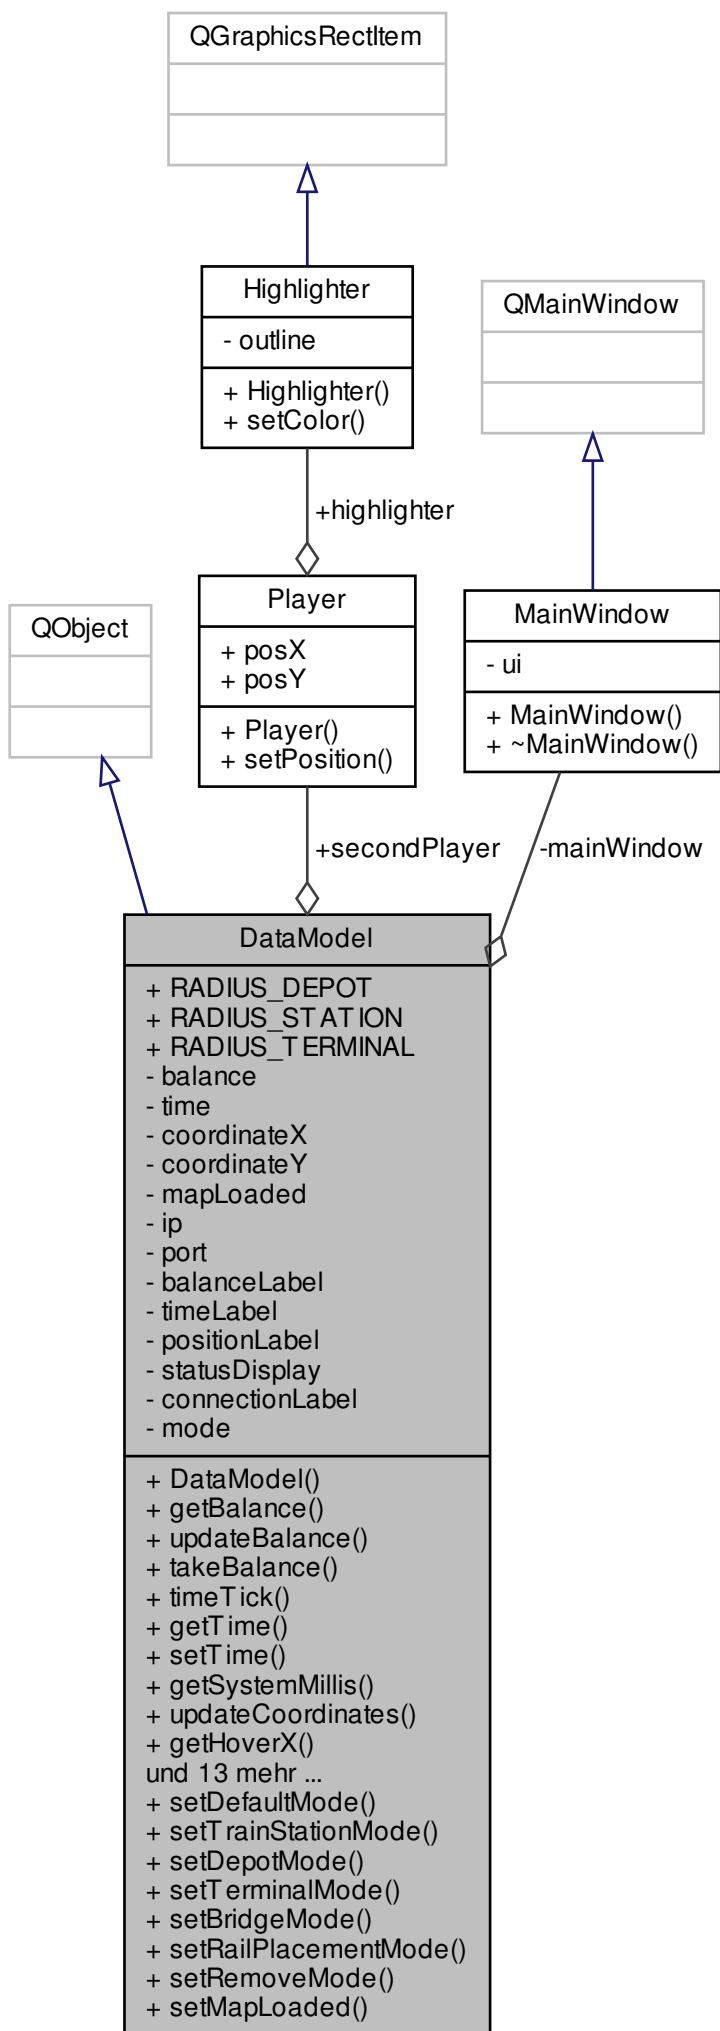 QGraphicsRectItem
Highlighter
- outline
+ Highlighter()
+ setColor()
QMainWindow
+highlighter
QObject
Player
+ posX
+ posY
+ Player()
+ setPosition()
MainWindow
- ui
+ MainWindow()
+ ~MainWindow()
+secondPlayer
-mainWindow
DataModel
+ RADIUS_DEPOT
+ RADIUS_STATION
+ RADIUS_TERMINAL
- balance
- time
- coordinateX
- coordinateY
- mapLoaded
- ip
- port
- balanceLabel
- timeLabel
- positionLabel
- statusDisplay
- connectionLabel
- mode
+ DataModel()
+ getBalance()
+ updateBalance()
+ takeBalance()
+ timeTick()
+ getTime()
+ setTime()
+ getSystemMillis()
+ updateCoordinates()
+ getHoverX()
und 13 mehr ...
+ setDefaultMode()
+ setTrainStationMode()
+ setDepotMode()
+ setTerminalMode()
+ setBridgeMode()
+ setRailPlacementMode()
+ setRemoveMode()
+ setMapLoaded()